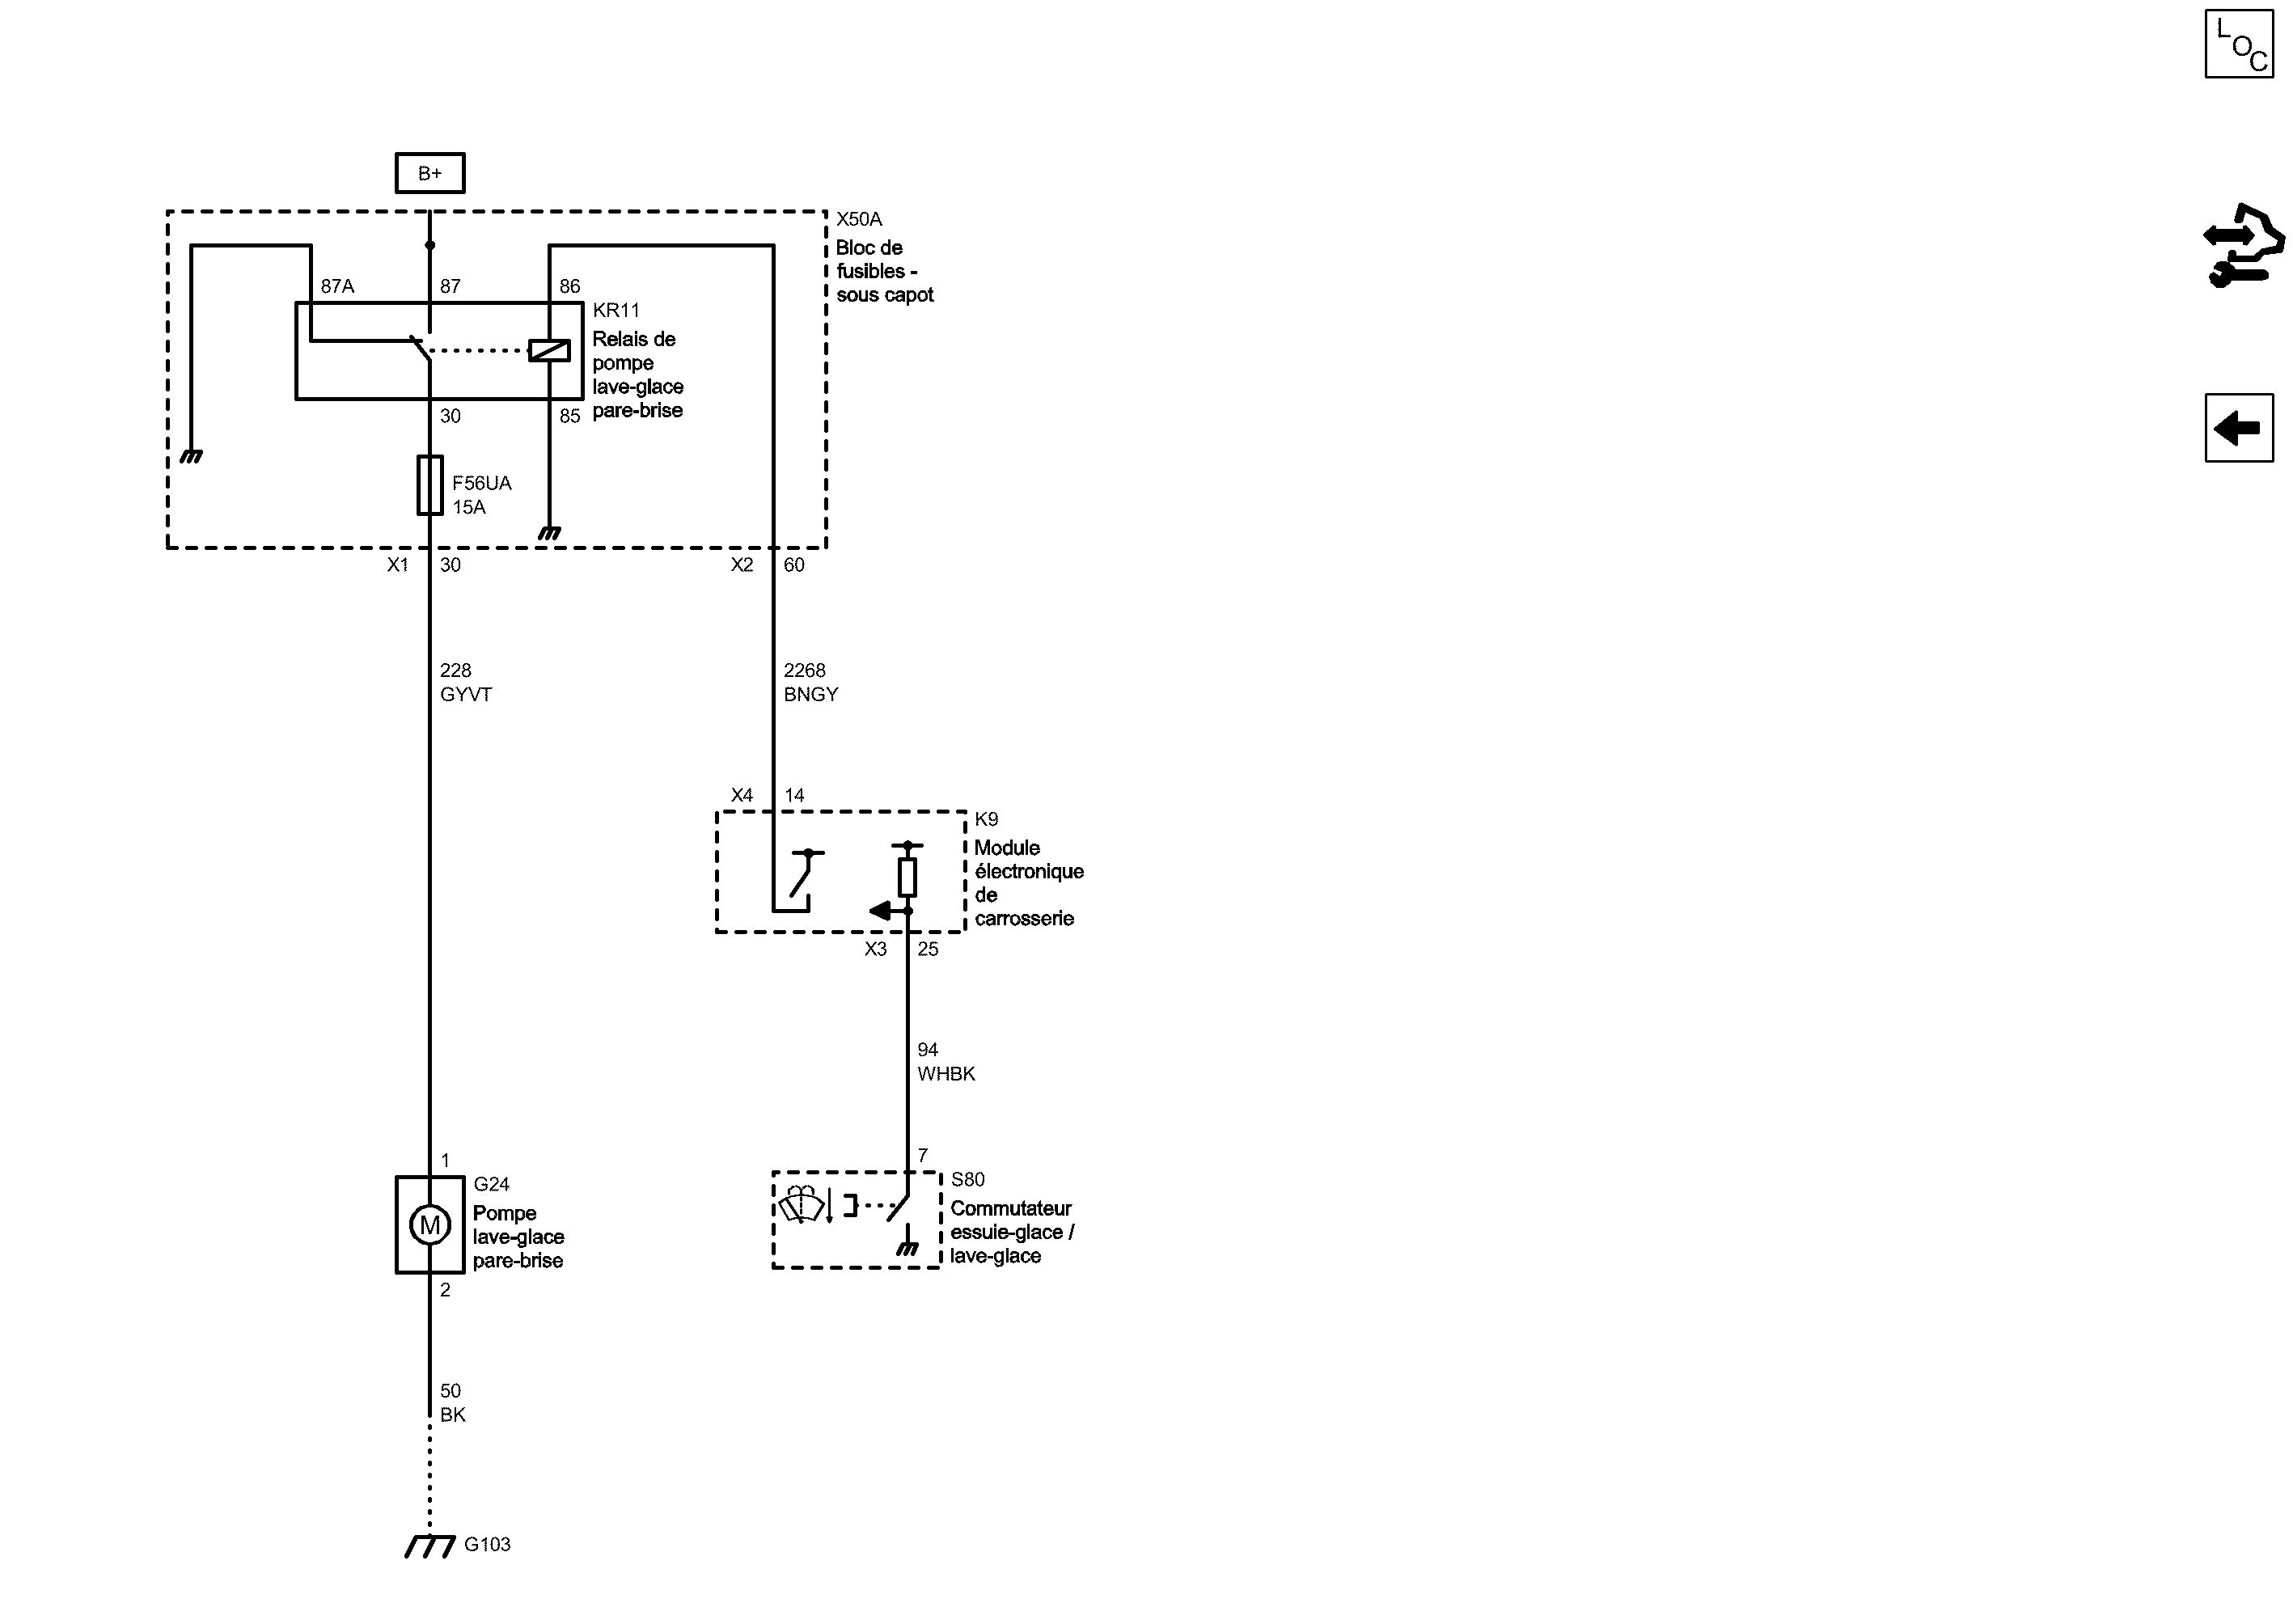 LOC
B+
X50A
Bloc de
fusibles -
sous capot
87A
87
86
KR11
Relais de
pompe
lave-glace
pare-brise
30
85
F56UA
15A
X1
30
X2
60
228
GYVT
2268
BNGY
X4
14
K9
Module
électronique
de
carrosserie
X3
25
94
WHBK
7
S80
Commutateur
essuie-glace /
lave-glace
1
G24
Pompe
lave-glace
pare-brise
M
2
50
BK
G103